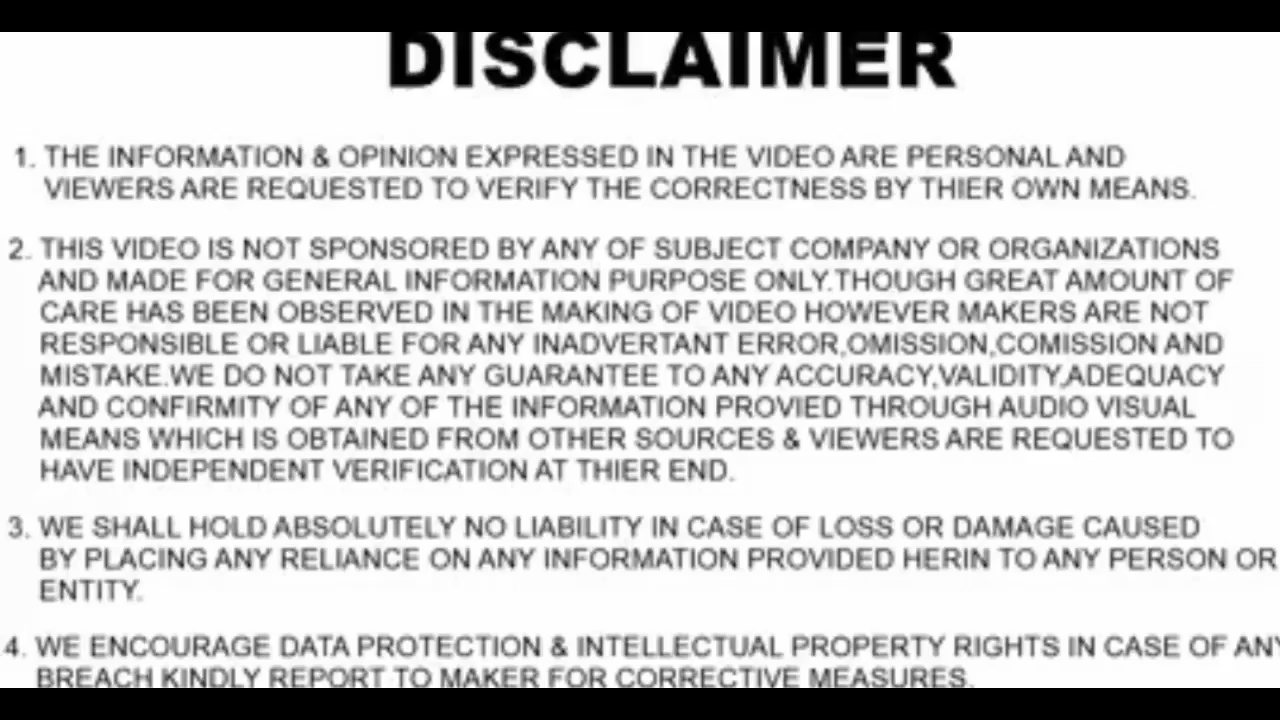 DISCLAIMER
1. THE INFORMATION & OPINION EXPRESSED IN THE VIDEO ARE PERSONAL AND
VIEWERS ARE REQUESTED TO VERIFY THE CORRECTNESS BY THIER OWN MEANS.
2. THIS VIDEO IS NOT SPONSORED BY ANY OF SUBJECT COMPANY OR ORGANIZATIONS
AND MADE FOR GENERAL INFORMATION PURPOSE ONLY.THOUGH GREAT AMOUNT OF
CARE HAS BEEN OBSERVED IN THE MAKING OF VIDEO HOWEVER MAKERS ARE NOT
RESPONSIBLE OR LIABLE FOR ANY INADVERTANT ERROR,OMISSION,COMISSION AND
MISTAKE.WE DO NOT TAKE ANY GUARANTEE TO ANY ACCURACY,VALIDITY,ADEQUACY
AND CONFIRMITY OF ANY OF THE INFORMATION PROVIED THROUGH AUDIO VISUAL
MEANS WHICH IS OBTAINED FROM OTHER SOURCES & VIEWERS ARE REQUESTED TO
HAVE INDEPENDENT VERIFICATION AT THIER END.
3. WE SHALL HOLD ABSOLUTELY NO LIABILITY IN CASE OF LOSS OR DAMAGE CAUSED
BY PLACING ANY RELIANCE ON ANY INFORMATION PROVIDED HERIN TO ANY PERSON OR
ENTITY.
4. WE ENCOURAGE DATA PROTECTION & INTELLECTUAL PROPERTY RIGHTS IN CASE OF ANY
BREACH KINDLY REPORT TO MAKER FOR CORRECTIVE MEASURES.